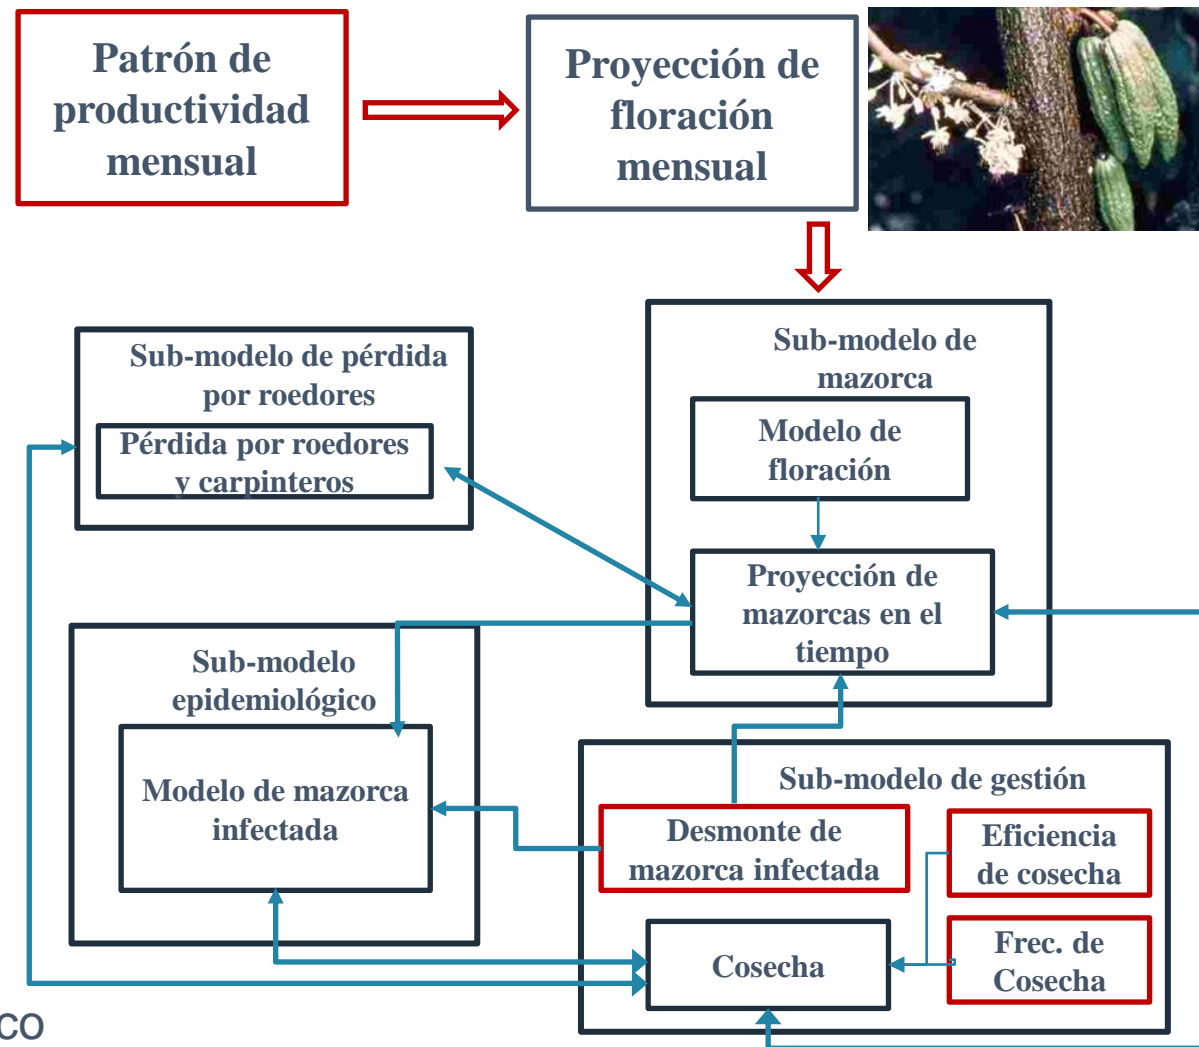 Patrón de
productividad
mensual
Proyección de
floración
mensual
Sub-modelo de pérdida
por roedores
Pérdida por roedores
y carpinteros
Sub-modelo de
mazorca
Modelo de
floración
Proyección de
mazorcas en el
tiempo
Sub-modelo
epidemiológico
Modelo de mazorca
infectada
Sub-modelo de gestión
Desmonte de
mazorca infectada
Eficiencia
de cosecha
Cosecha
Frec. de
Cosecha
co